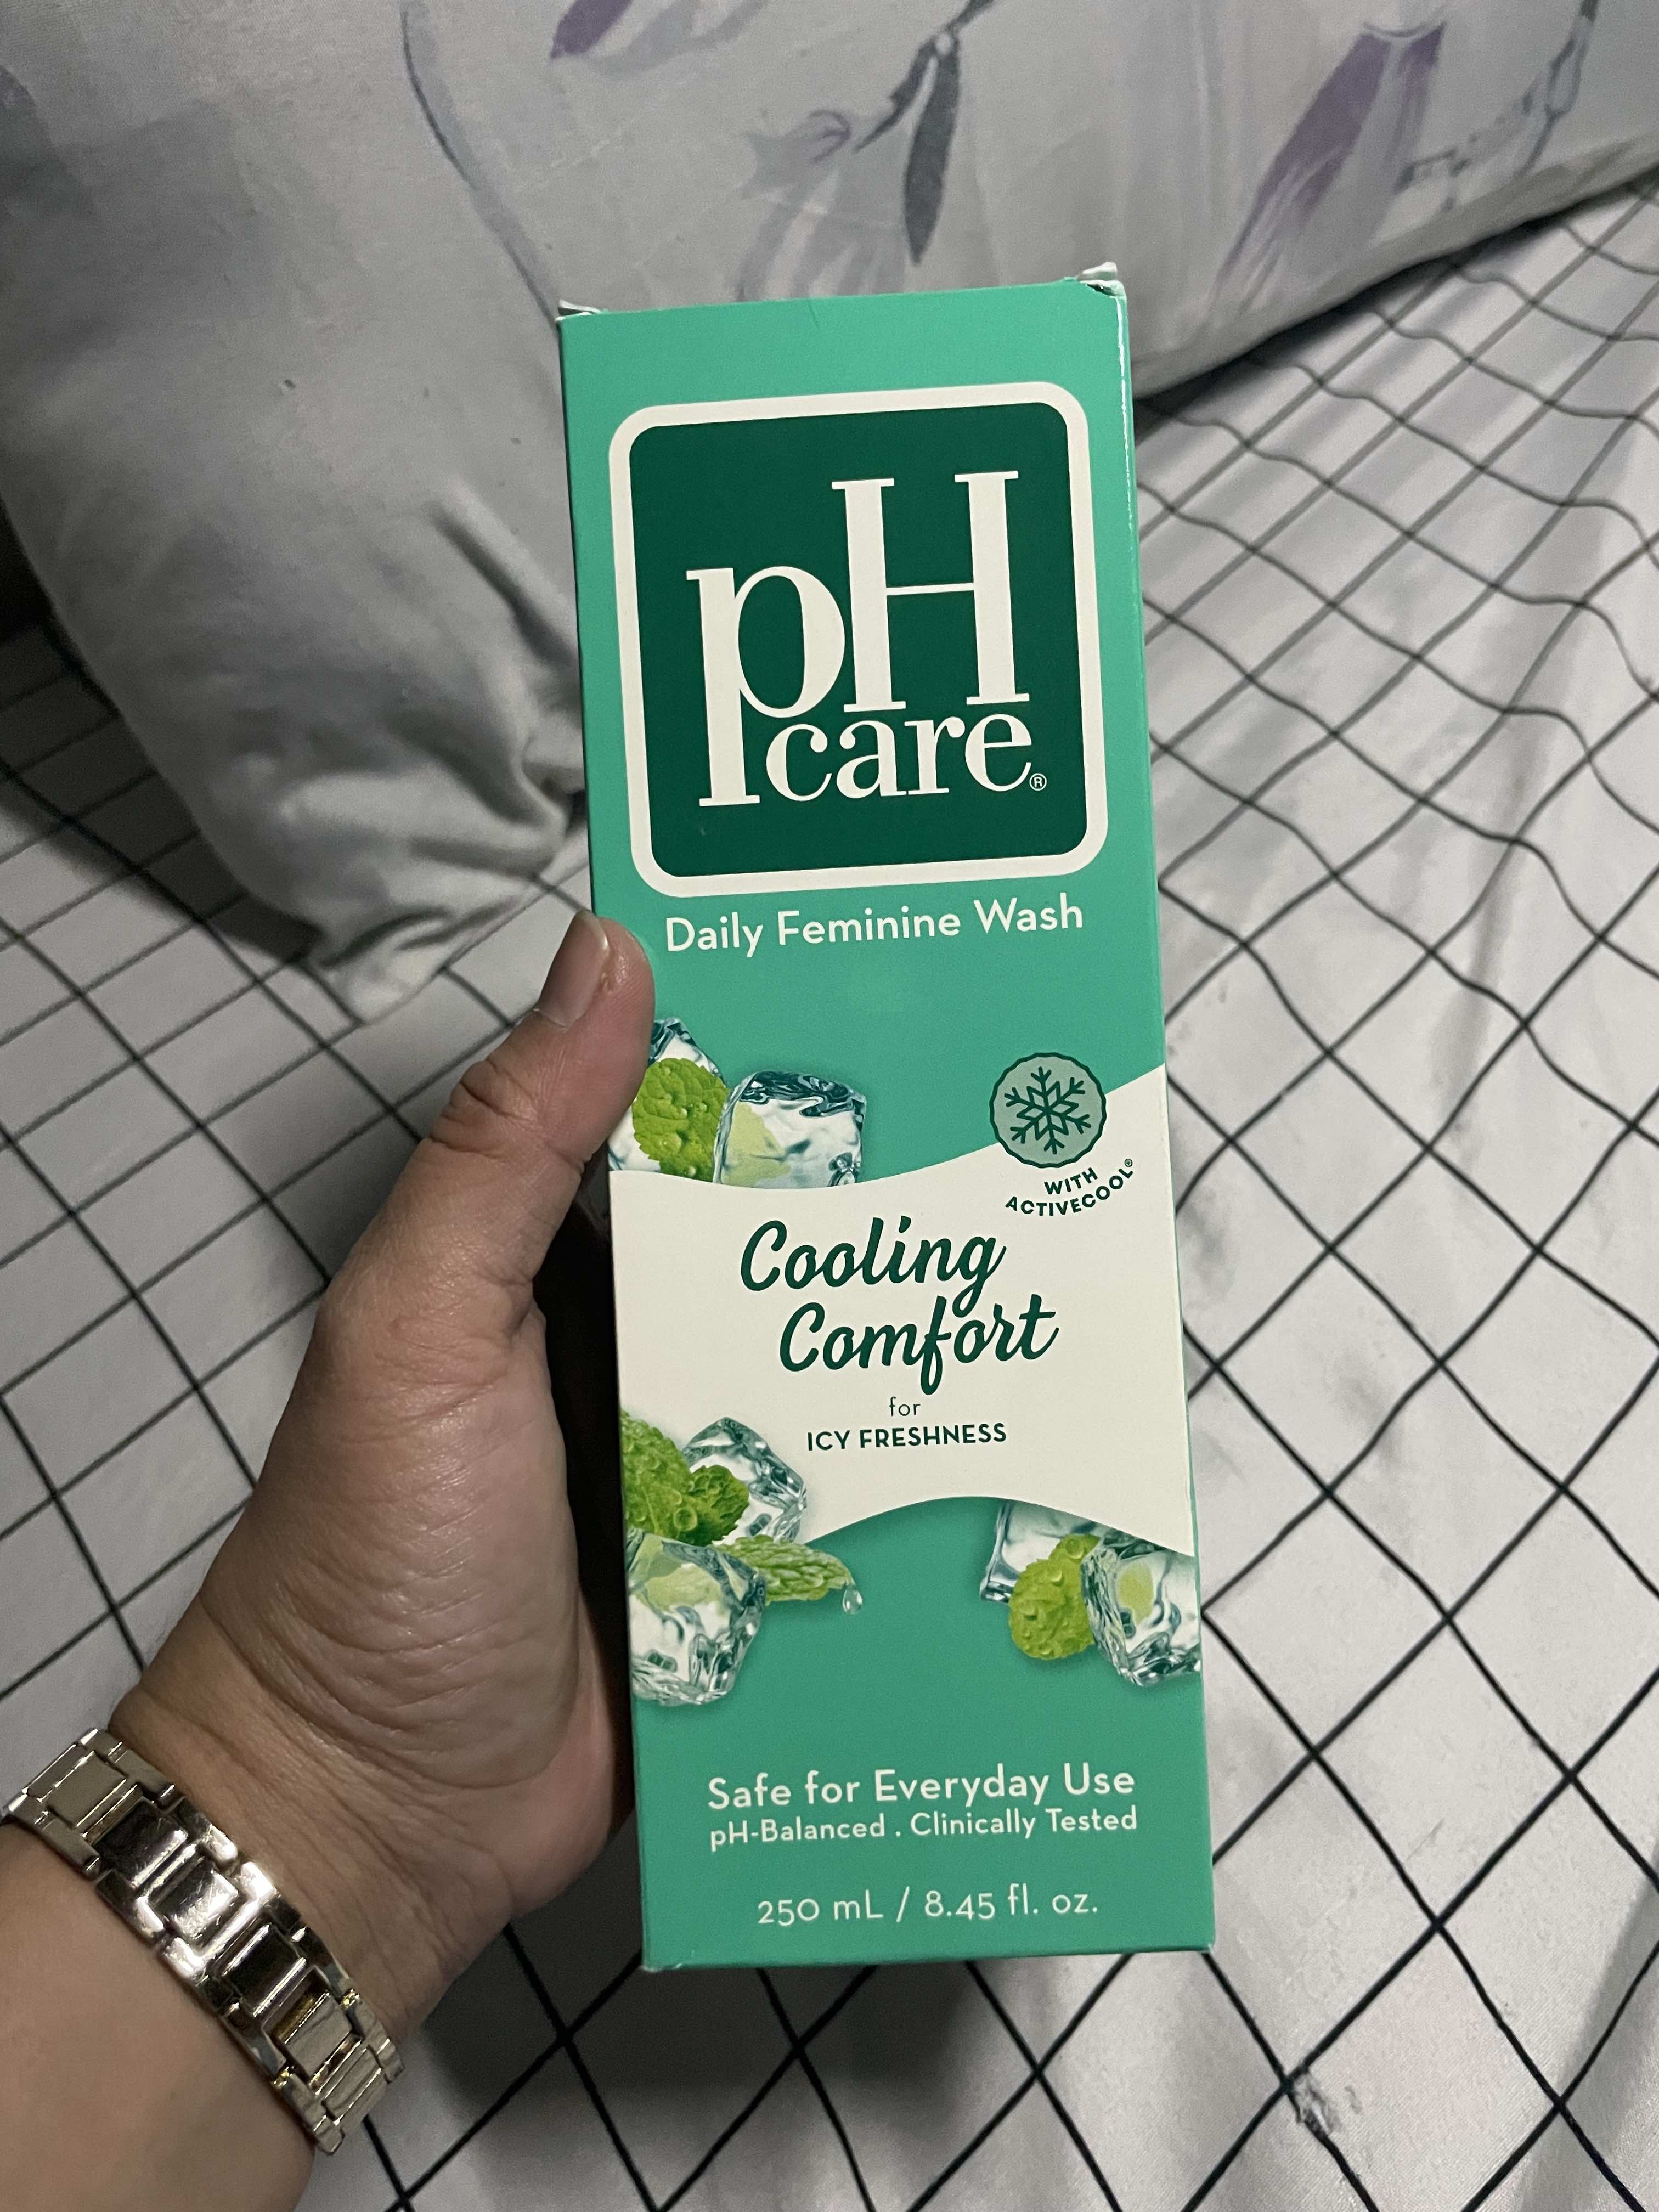 pH
care®
Daily Feminine Wash
WITH
ACTIVECOOL®
Cooling
Comfort
for
ICY FRESHNESS
Safe for Everyday Use
pH-Balanced . Clinically Tested
250 mL / 8.45 fl. oz.